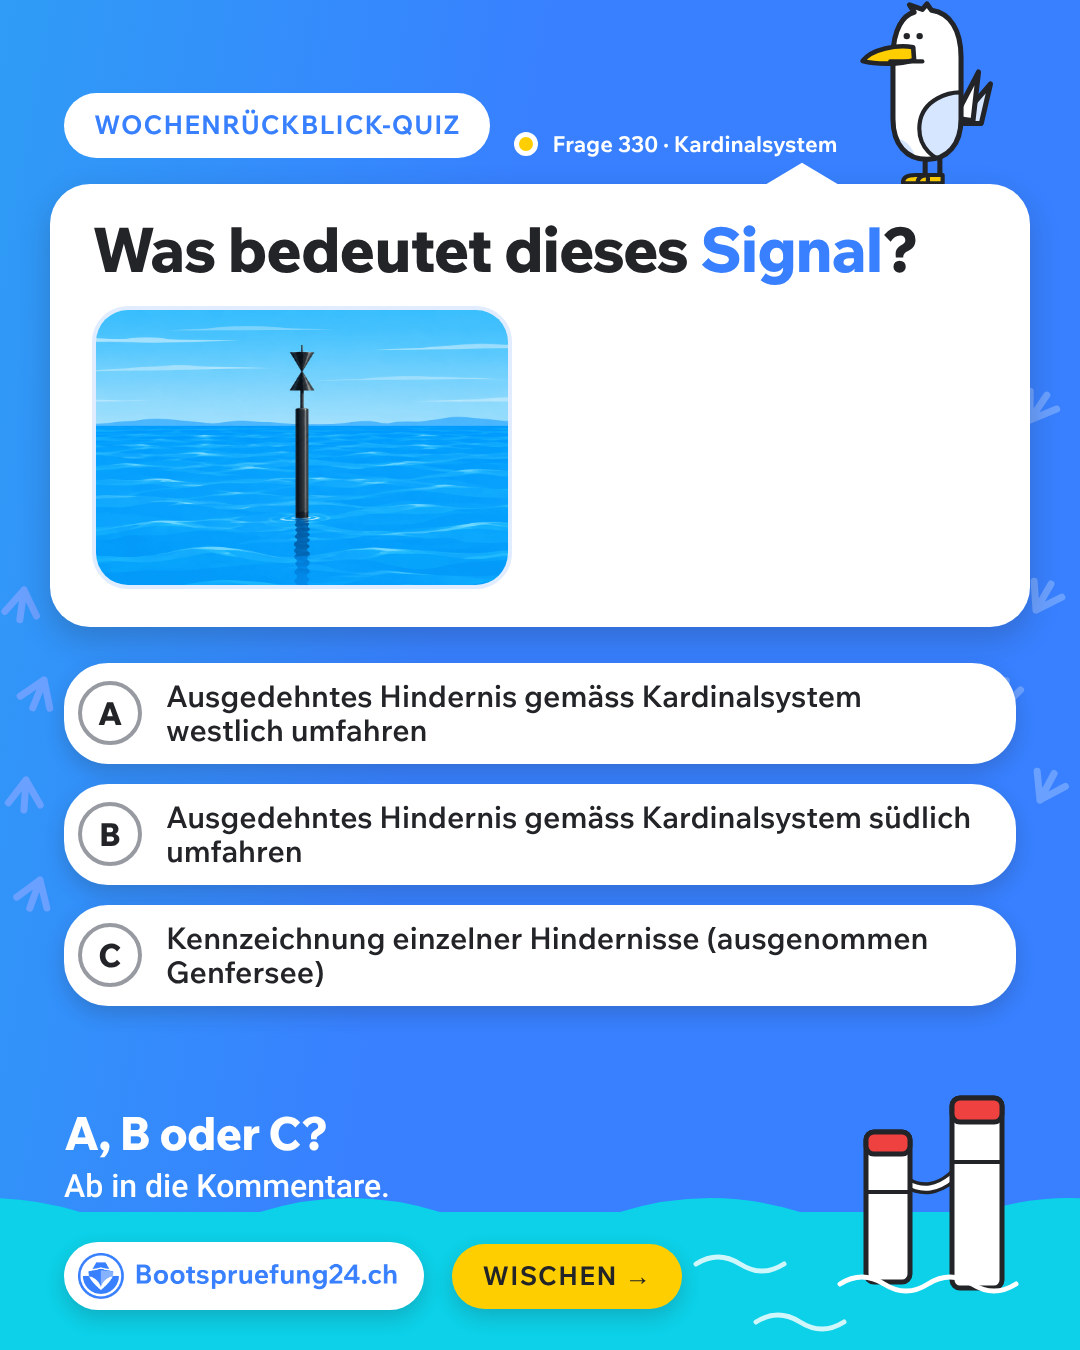 WOCHENRÜCKBLICK-QUIZ
Frage 330 · Kardinalsystem
Was bedeutet dieses Signal?
A
Ausgedehntes Hindernis gemäss Kardinalsystem
westlich umfahren
B
Ausgedehntes Hindernis gemäss Kardinalsystem südlich
umfahren
C
Kennzeichnung einzelner Hindernisse (ausgenommen
Genfersee)
A, B oder C?
Ab in die Kommentare.
Bootspruefung24.ch
WISCHEN →